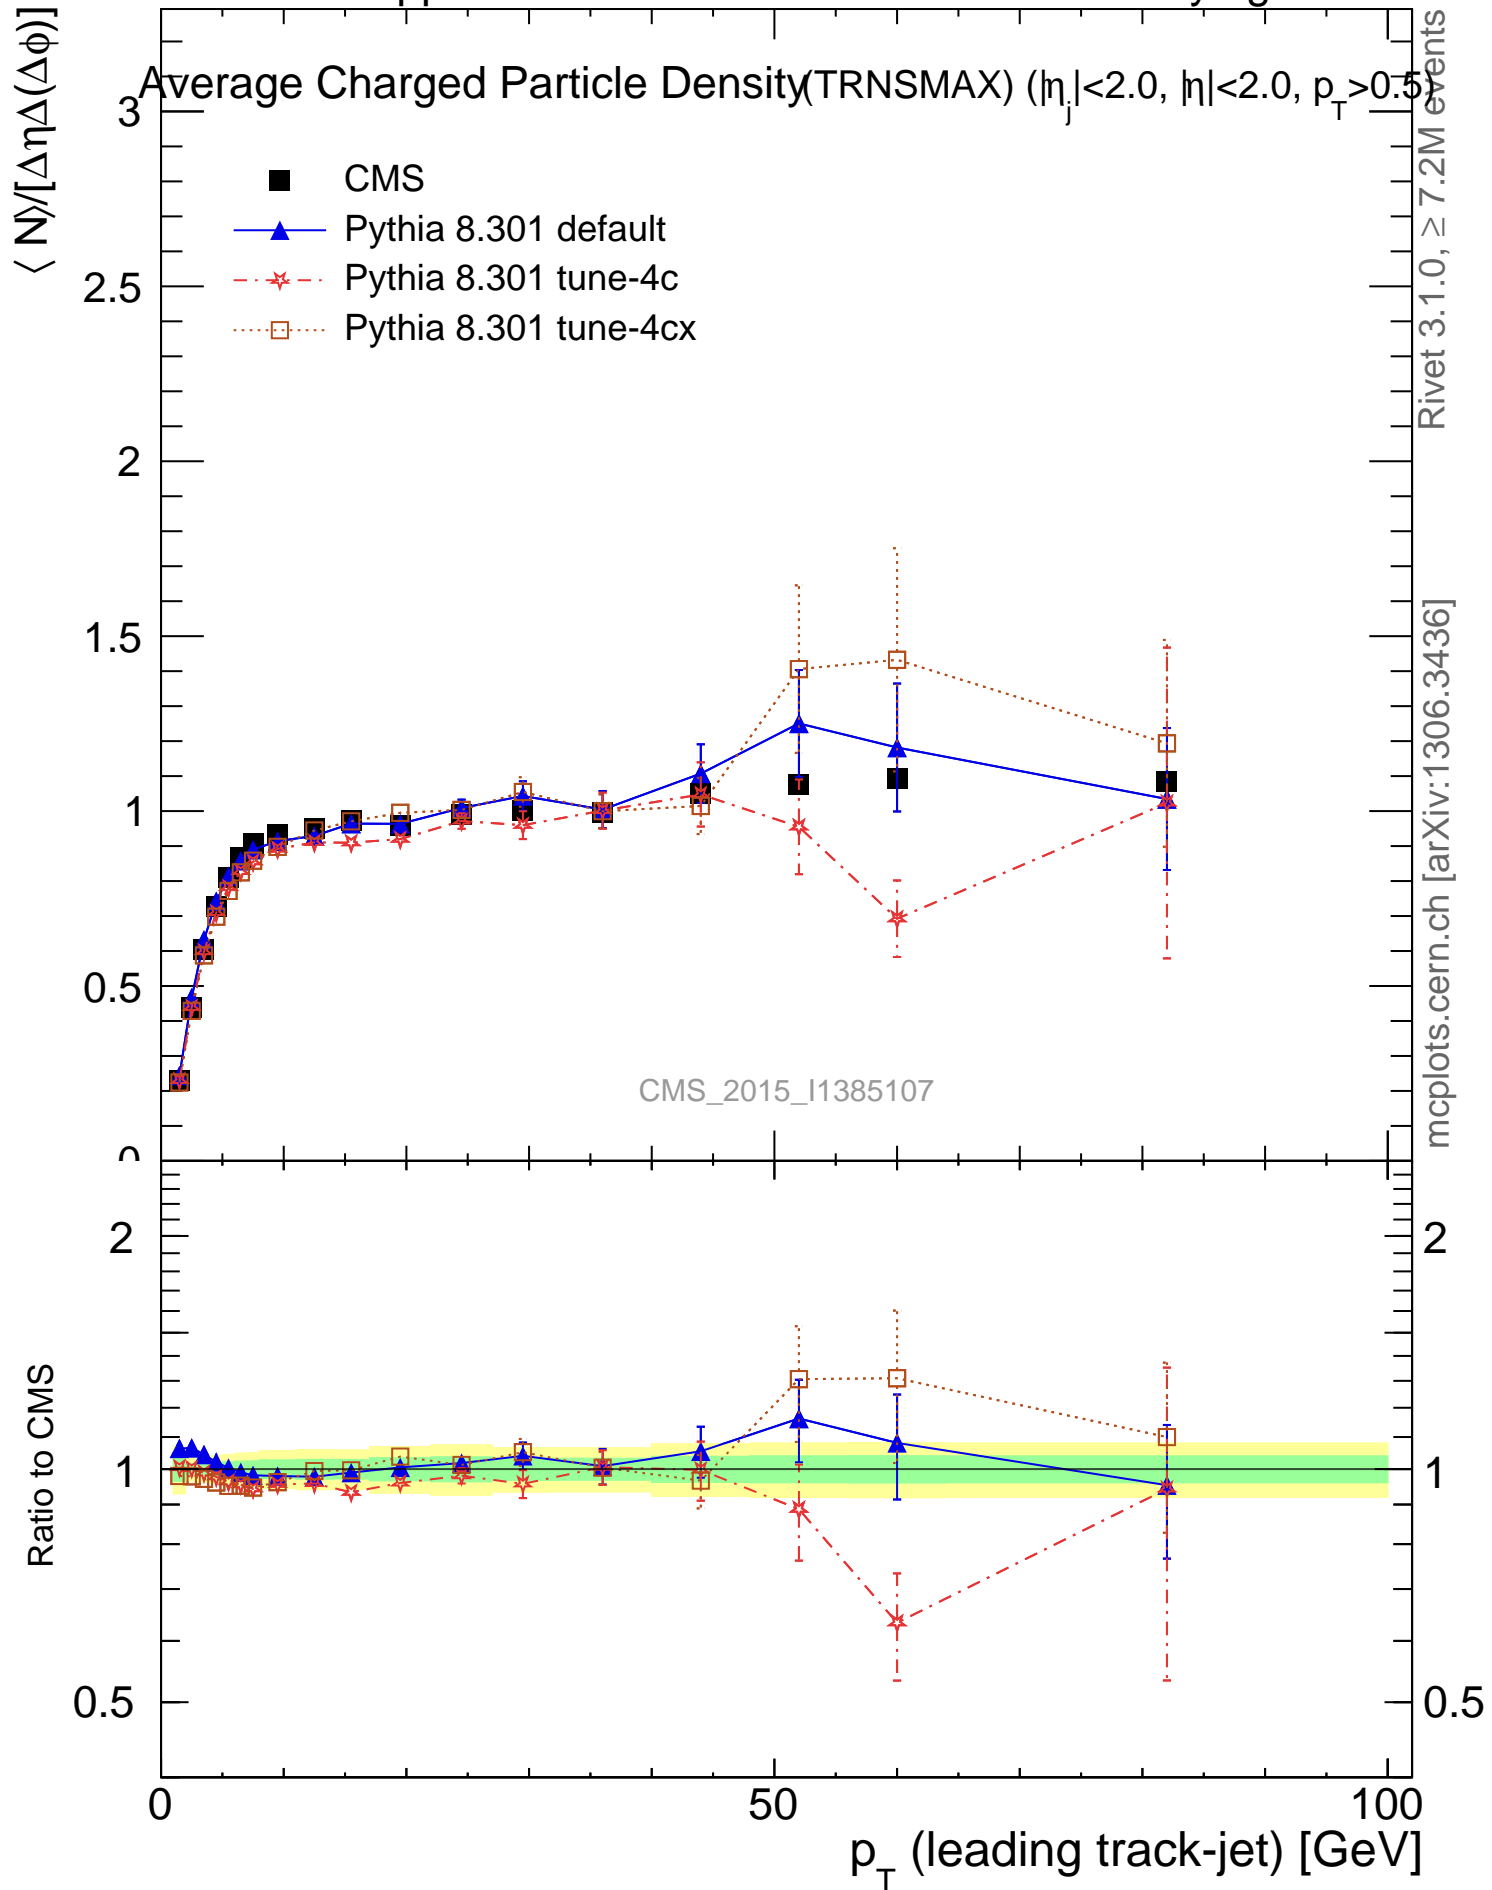 Average Charged Particle Density (TRNSMAX) (|η_j|<2.0, |η|<2.0, p_T>0.5)
⟨ N⟩/[ΔηΔ(Δϕ)]
CMS
Pythia 8.301 default
Pythia 8.301 tune-4c
Pythia 8.301 tune-4cx
3
2.5
2
1.5
1
0.5
0
CMS_2015_I1385107
Rivet 3.1.0, ≥ 7.2M events
mcplots.cern.ch [arXiv:1306.3436]
Ratio to CMS
2
1
0.5
2
1
0.5
0
50
100
p_T (leading track-jet) [GeV]